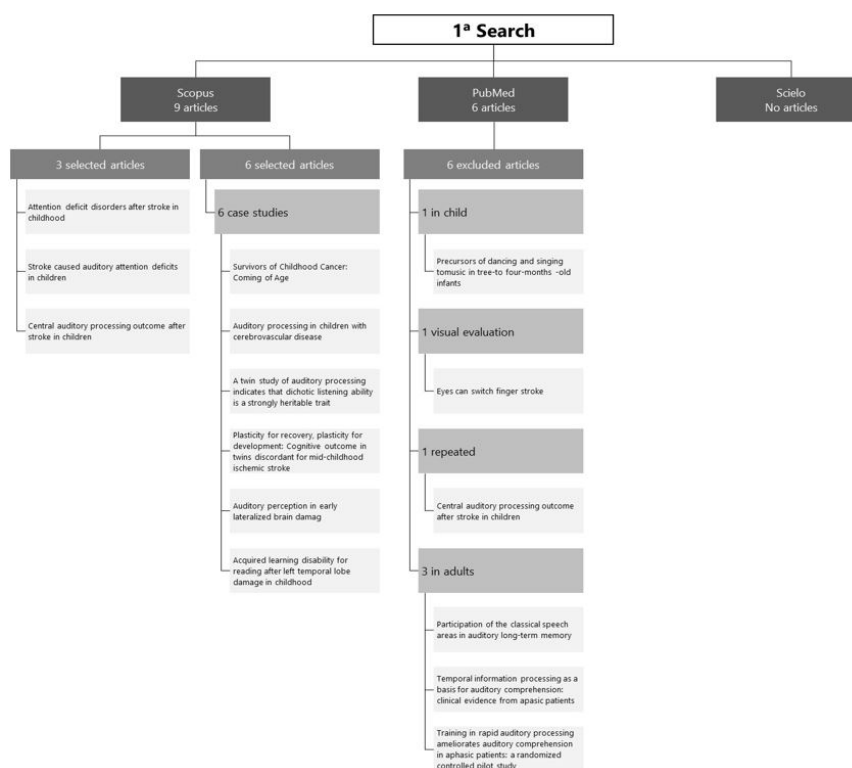 1ª Search
Scopus
9 articles
PubMed
6 articles
Scielo
No articles
3 selected articles
Attention deficit disorders after stroke in
childhood
Stroke caused auditory attention deficits
in children
Central auditory processing outcome after
stroke in children
6 selected articles
6 case studies
Survivors of Childhood Cancer:
Coming of Age
Auditory processing in children with
cerebrovascular disease
A twin study of auditory processing
indicates that dichotic listening ability
is a strongly heritable trait
Plasticity for recovery, plasticity for
development: Cognitive outcome in
twins discordant for mid-childhood
ischemic stroke
Auditory perception in early
lateralized brain damag
Acquired learning disability for
reading after left temporal lobe
damage in childhood
6 excluded articles
1 in child
Precursors of dancing and singing
tomusic in tree-to four-months -old
infants
1 visual evaluation
Eyes can switch finger stroke
1 repeated
Central auditory processing outcome
after stroke in children
3 in adults
Participation of the classical speech
areas in auditory long-term memory
Temporal information processing as a
basis for auditory comprehension:
clinical evidence from apasic patients
Training in rapid auditory processing
ameliorates auditory comprehension
in aphasic patients: a randomized
controlled pilot study